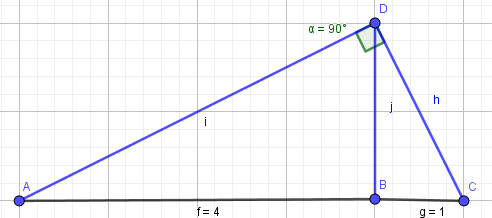 D
α = 90°
j
h
i
A
B
C
f = 4
g = 1